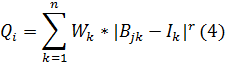 Q_i = \sum_{k=1}^{n} W_k * |B_{jk} - I_k|^r (4)